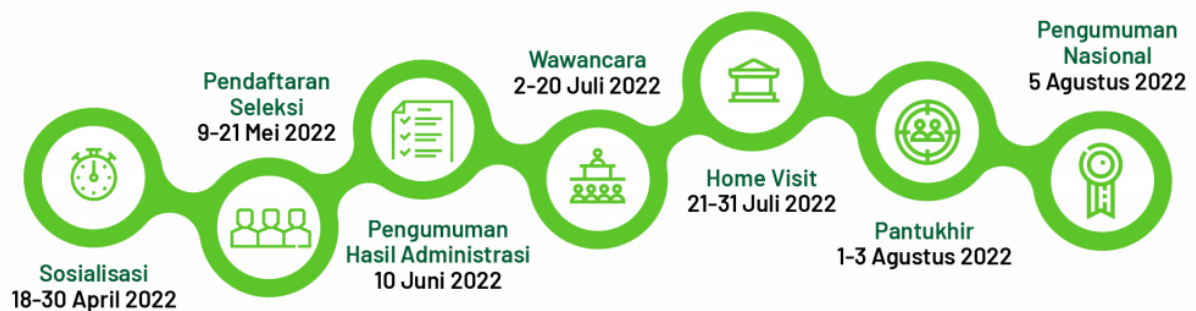 Sosialisasi
18-30 April 2022
Pendaftaran
Seleksi
9-21 Mei 2022
Pengumuman
Hasil Administrasi
10 Juni 2022
Wawancara
2-20 Juli 2022
Home Visit
21-31 Juli 2022
Pantukhir
1-3 Agustus 2022
Pengumuman
Nasional
5 Agustus 2022